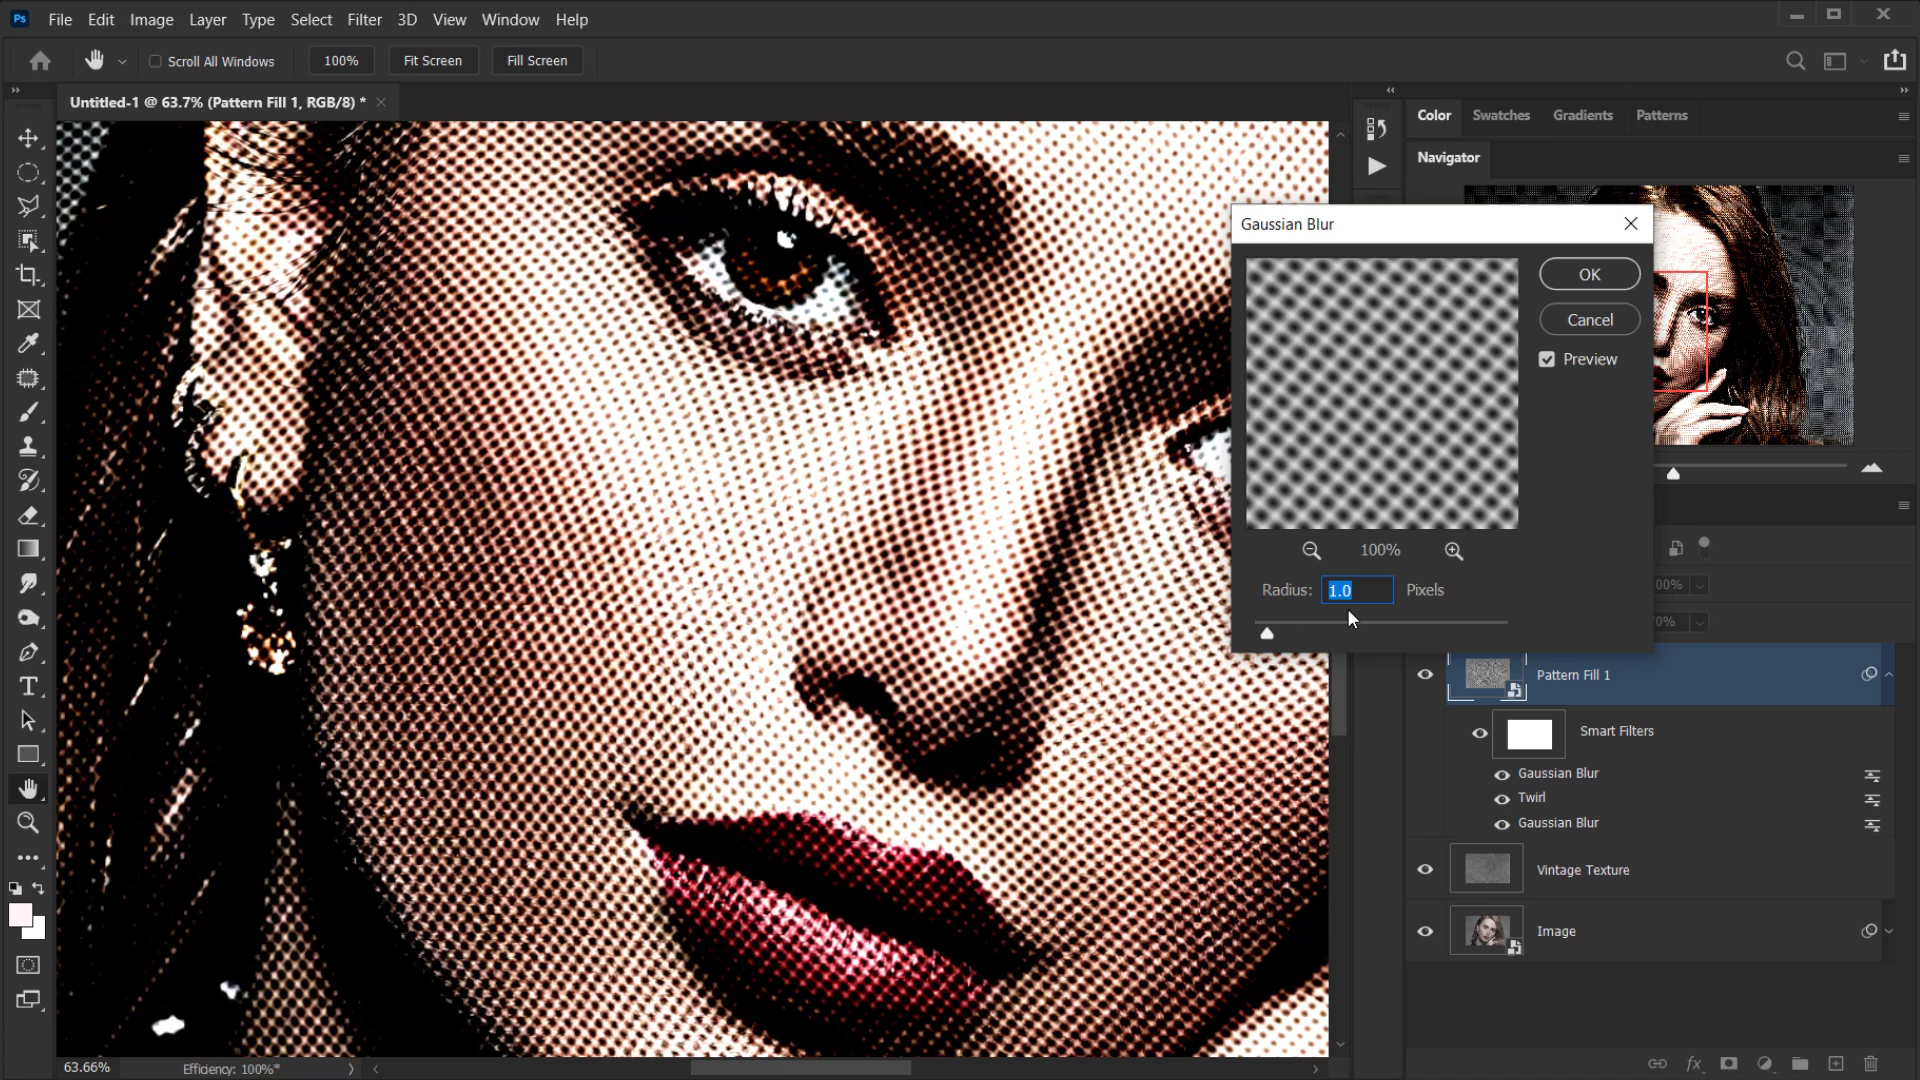 Ps File Edit Image Layer Type Select Filter 3D View Window Help
Scroll All Windows 100% Fit Screen Fill Screen
Untitled-1 @ 63.7% (Pattern Fill 1, RGB/8) *
Color Swatches Gradients Patterns
Navigator
Gaussian Blur
OK
Cancel
Preview
100%
Radius: 1.0 Pixels
00%
0%
Pattern Fill 1
Smart Filters
Gaussian Blur
Twirl
Gaussian Blur
Vintage Texture
Image
63.66% Efficiency: 100%*
fx